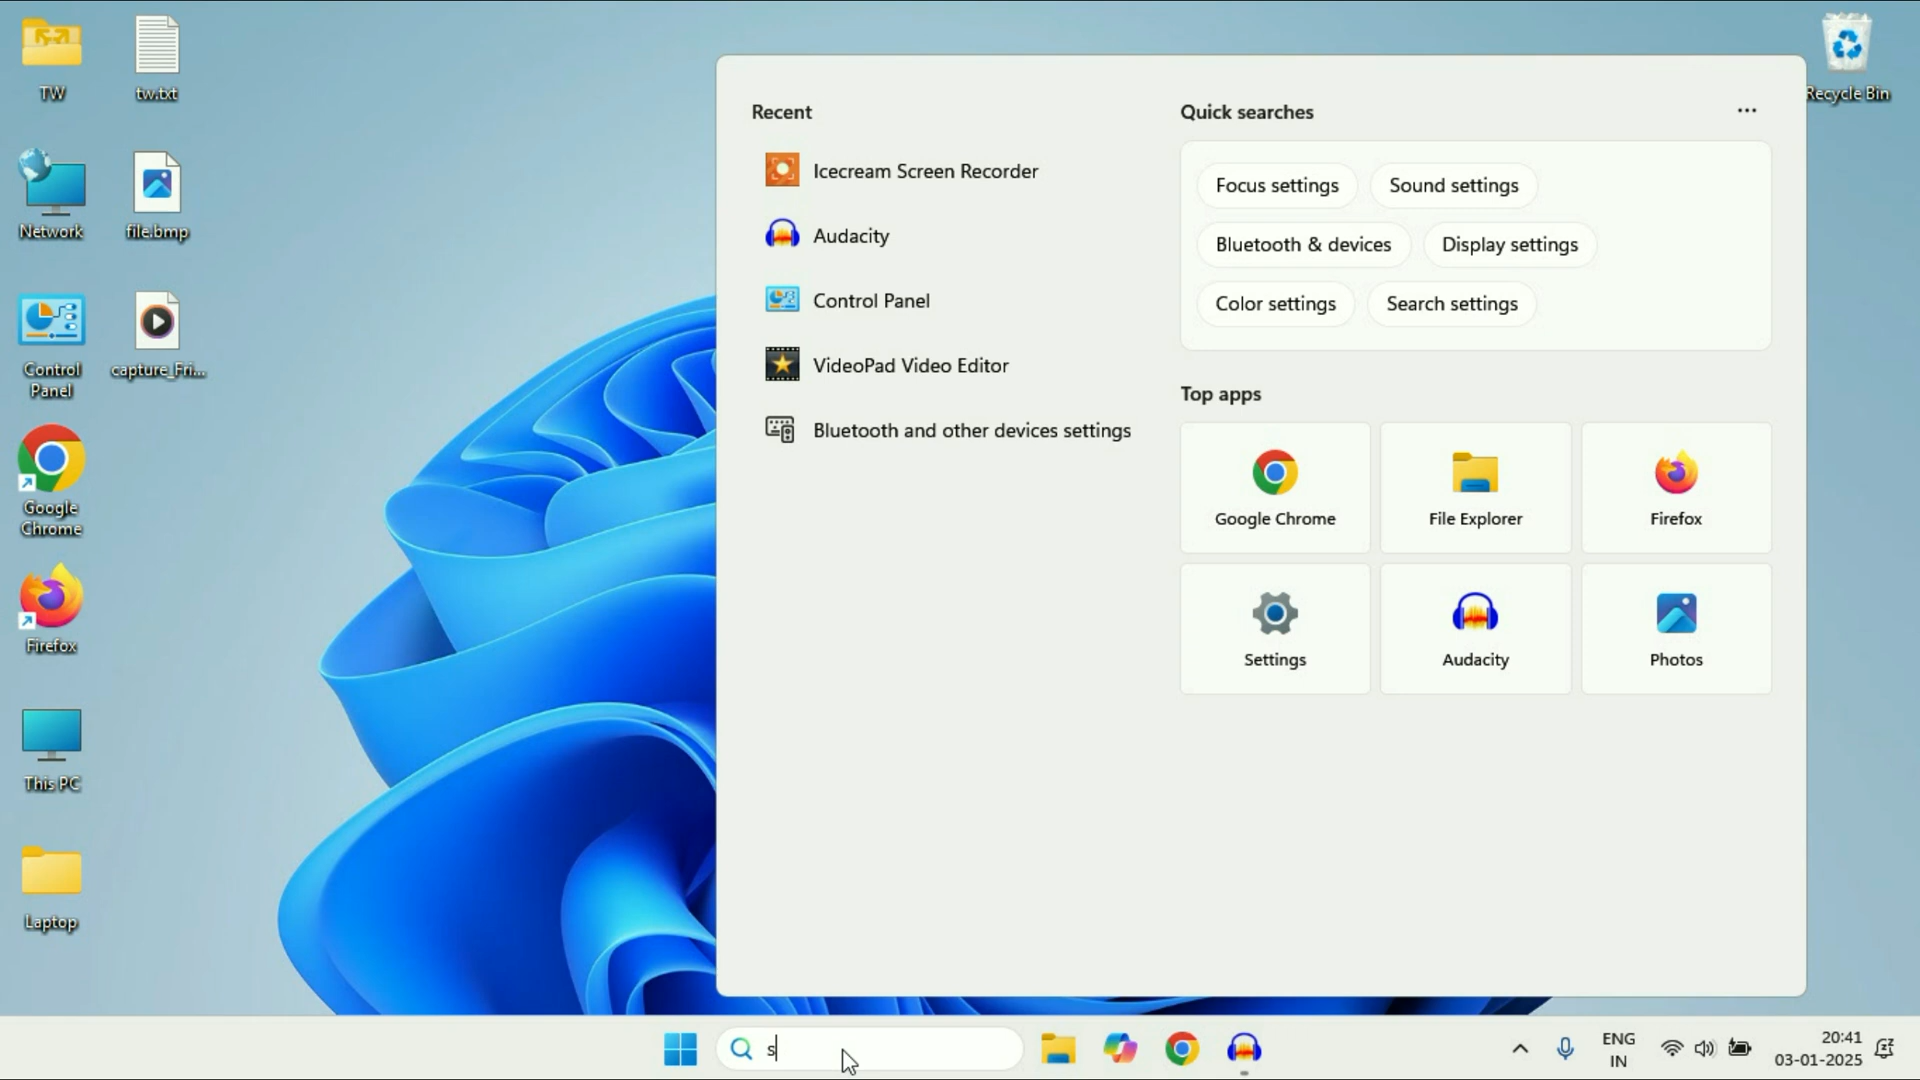 TW
tw.txt
Network
file.bmp
Control
Panel
capture_Fri...
Google
Chrome
Firefox
This PC
Laptop
Recycle Bin
Recent
Icecream Screen Recorder
Audacity
Control Panel
VideoPad Video Editor
Bluetooth and other devices settings
Quick searches
Focus settings
Sound settings
Bluetooth & devices
Display settings
Color settings
Search settings
Top apps
Google Chrome
File Explorer
Firefox
Settings
Audacity
Photos
s
ENG
IN
20:41
03-01-2025